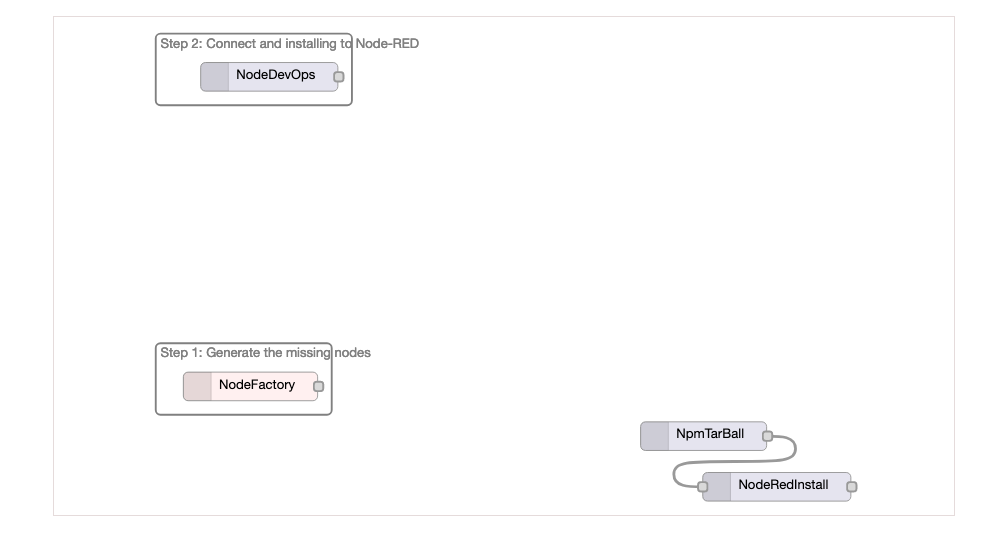 Step 2: Connect and installing to Node-RED
NodeDevOps
Step 1: Generate the missing nodes
NodeFactory
NpmTarBall
NodeRedInstall